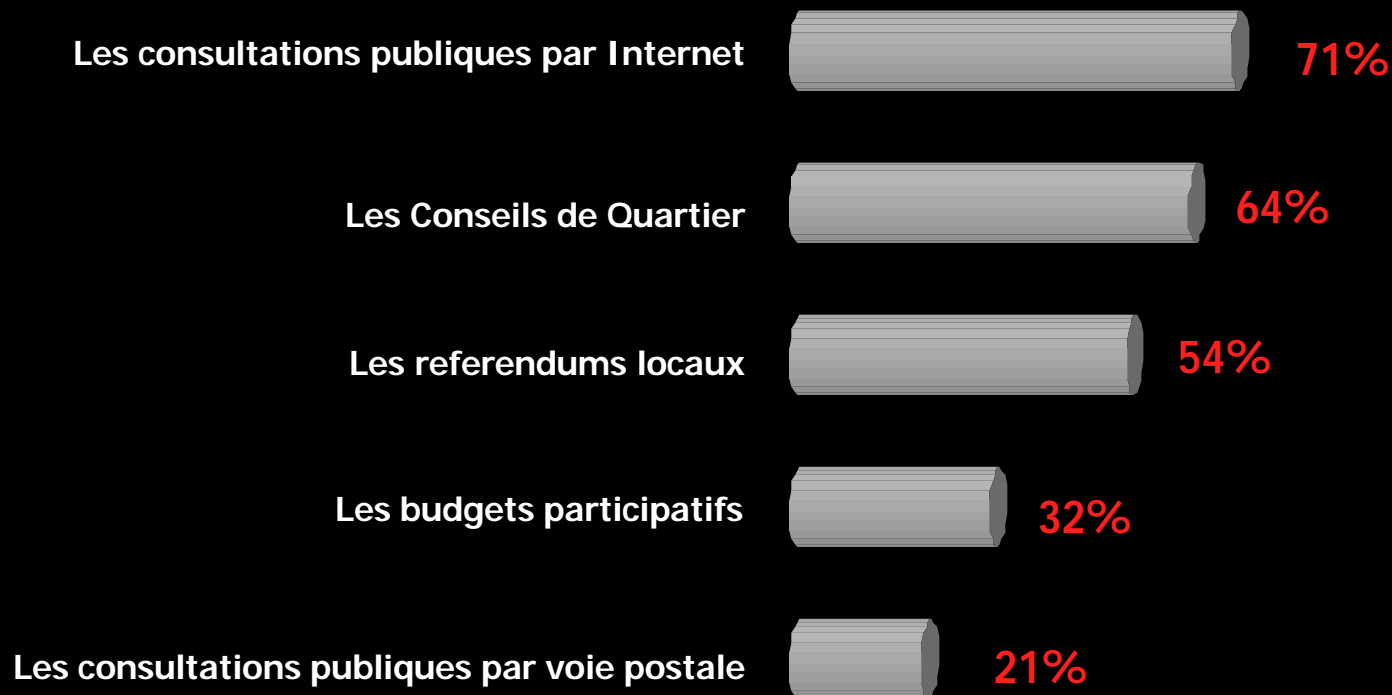 Les consultations publiques par Internet 71%
Les Conseils de Quartier 64%
Les referendums locaux 54%
Les budgets participatifs 32%
Les consultations publiques par voie postale 21%